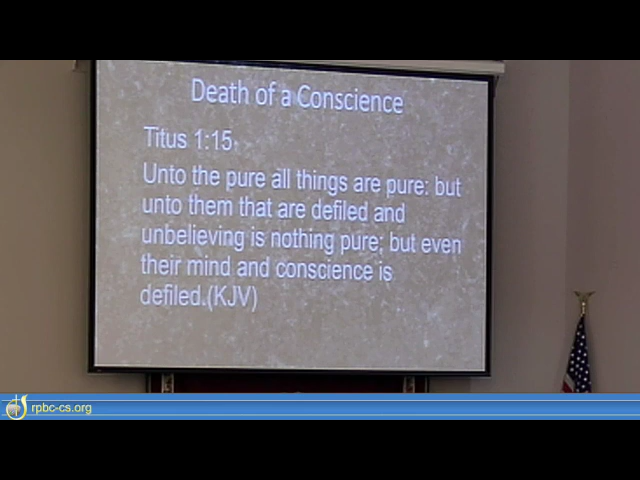 Death of a Conscience
Titus 1:15
Unto the pure all things are pure: but
unto them that are defiled and
unbelieving is nothing pure; but even
their mind and conscience is
defiled.(KJV)
rpbc-cs.org